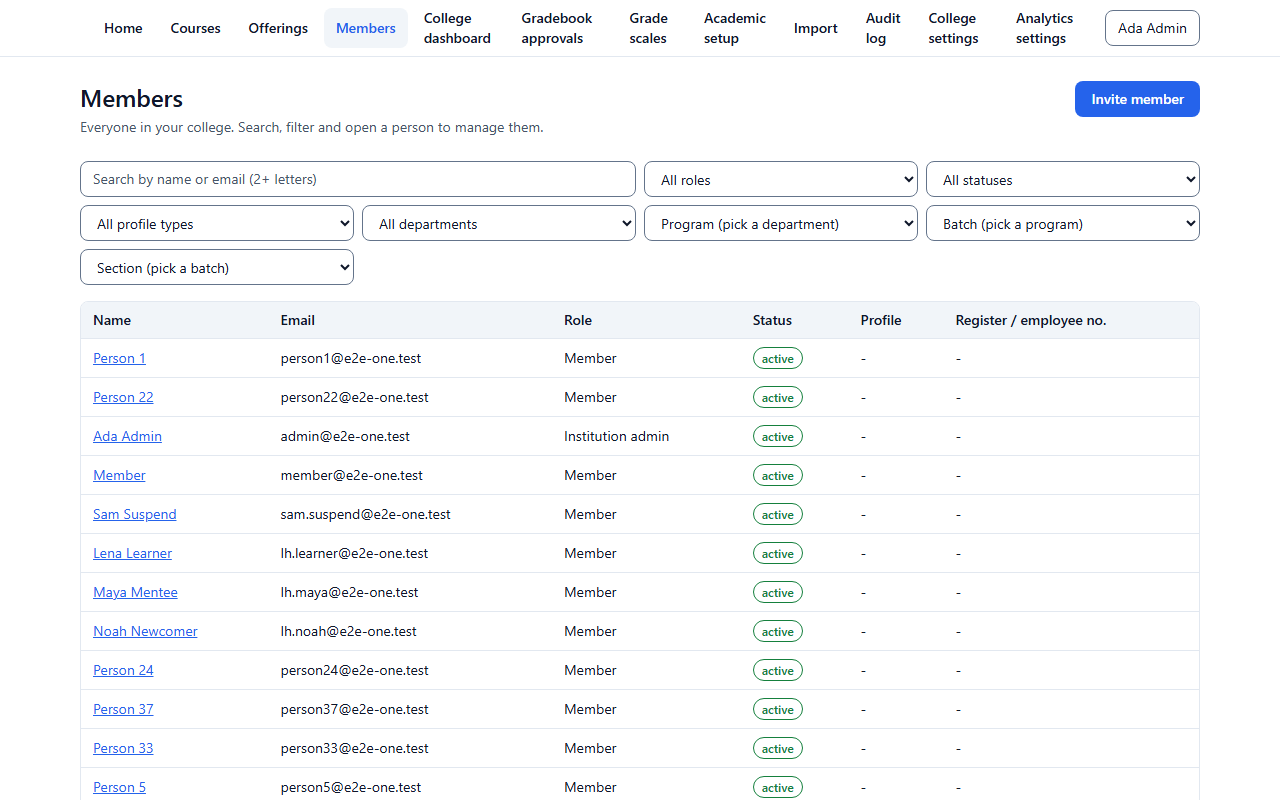 Home Courses Offerings Members College dashboard Gradebook approvals Grade scales Academic setup Import Audit log College settings Analytics settings Ada Admin
Members
Invite member
Everyone in your college. Search, filter and open a person to manage them.
Search by name or email (2+ letters) All roles All statuses
All profile types All departments Program (pick a department) Batch (pick a program)
Section (pick a batch)
Name Email Role Status Profile Register / employee no.
Person 1 person1@e2e-one.test Member active - -
Person 22 person22@e2e-one.test Member active - -
Ada Admin admin@e2e-one.test Institution admin active - -
Member member@e2e-one.test Member active - -
Sam Suspend sam.suspend@e2e-one.test Member active - -
Lena Learner lh.learner@e2e-one.test Member active - -
Maya Mentee lh.maya@e2e-one.test Member active - -
Noah Newcomer lh.noah@e2e-one.test Member active - -
Person 24 person24@e2e-one.test Member active - -
Person 37 person37@e2e-one.test Member active - -
Person 33 person33@e2e-one.test Member active - -
Person 5 person5@e2e-one.test Member active - -